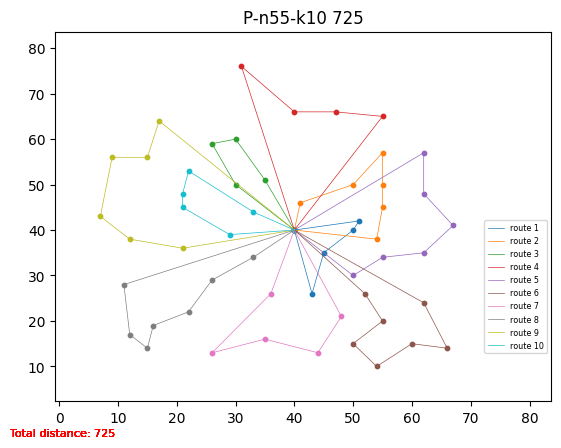 P-n55-k10 725
80
70
60
50
40
30
20
10
0 10 20 30 40 50 60 70 80
route 1
route 2
route 3
route 4
route 5
route 6
route 7
route 8
route 9
route 10
Total distance: 725